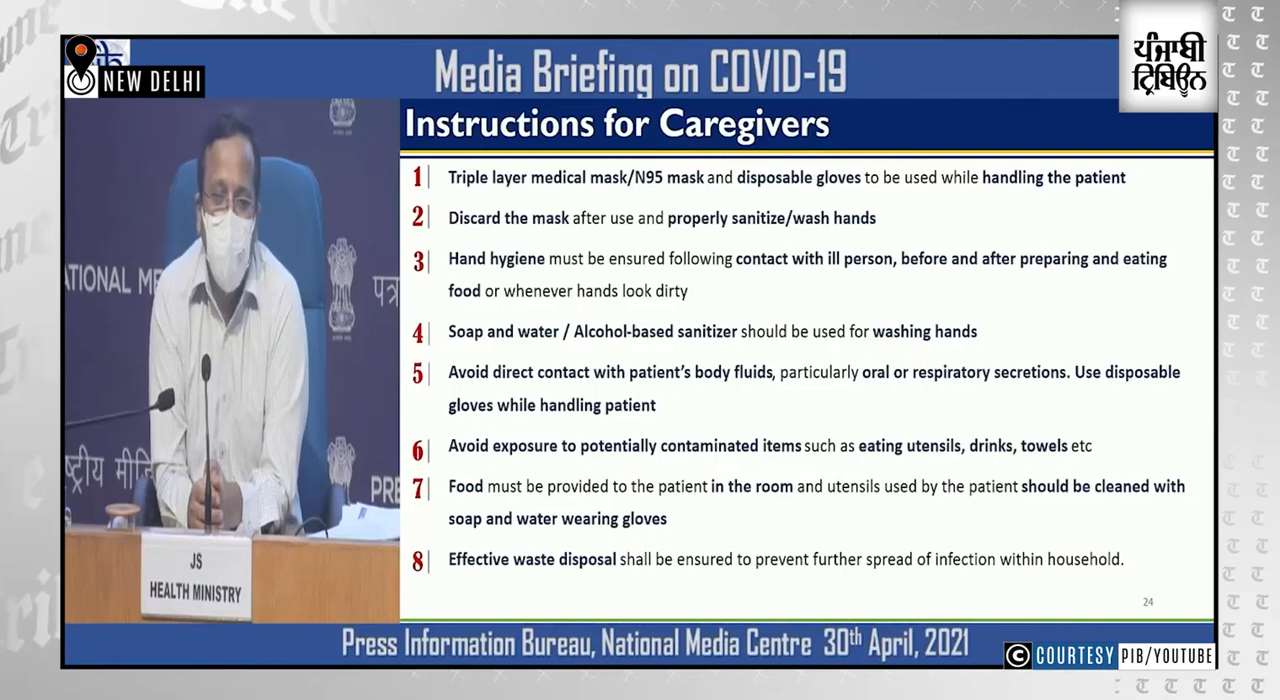 NEW DELHI
Media Briefing on COVID-19
ਪੰਜਾਬੀ
ਟ੍ਰਿਬਿਊਨ
Instructions for Caregivers
1 Triple layer medical mask/N95 mask and disposable gloves to be used while handling the patient
2 Discard the mask after use and properly sanitize/wash hands
3 Hand hygiene must be ensured following contact with ill person, before and after preparing and eating
food or whenever hands look dirty
4 Soap and water / Alcohol-based sanitizer should be used for washing hands
5 Avoid direct contact with patient's body fluids, particularly oral or respiratory secretions. Use disposable
gloves while handling patient
6 Avoid exposure to potentially contaminated items such as eating utensils, drinks, towels etc
7 Food must be provided to the patient in the room and utensils used by the patient should be cleaned with
soap and water wearing gloves
8 Effective waste disposal shall be ensured to prevent further spread of infection within household.
24
JS
HEALTH MINISTRY
Press Information Bureau, National Media Centre 30th April, 2021
© COURTESY PIB/YOUTUBE